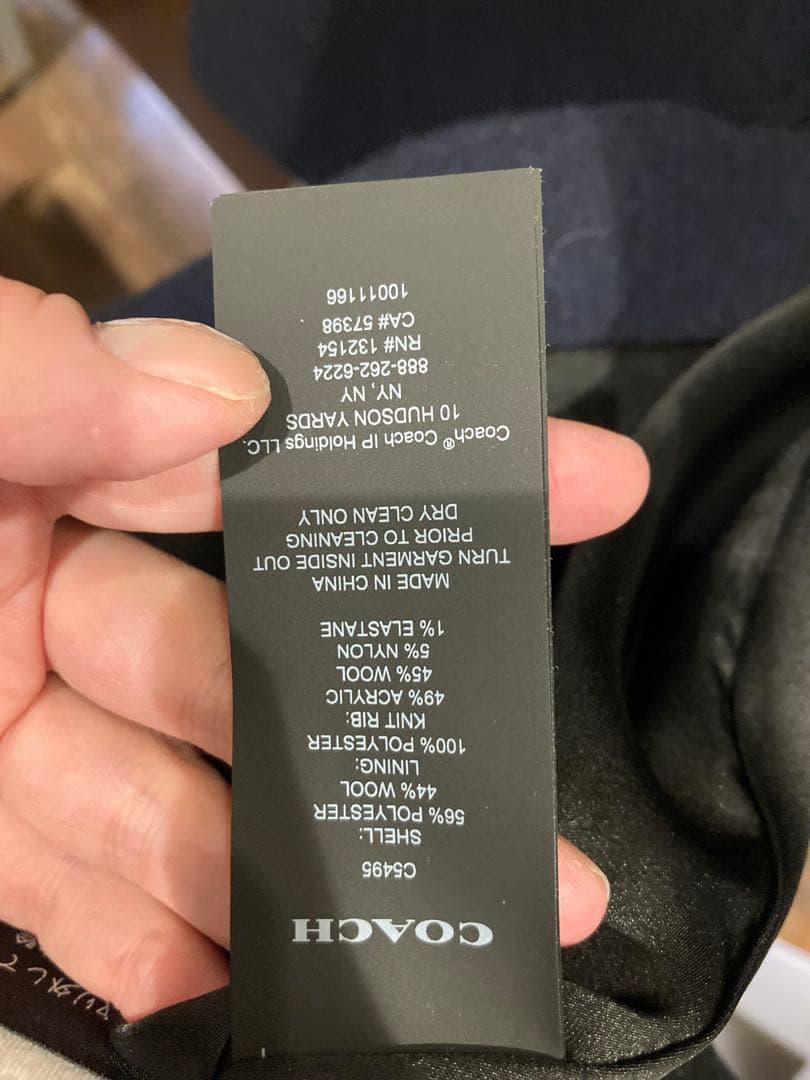 COACH
C5495
SHELL:
56% POLYESTER
44% WOOL
LINING:
100% POLYESTER
KNIT RIB:
49% ACRYLIC
45% WOOL
5% NYLON
1% ELASTANE
MADE IN CHINA
TURN GARMENT INSIDE OUT
PRIOR TO CLEANING
DRY CLEAN ONLY
Coach® Coach IP Holdings LLC.
10 HUDSON YARDS
NY, NY
888-262-6224
RN# 132154
CA# 57398
10011166